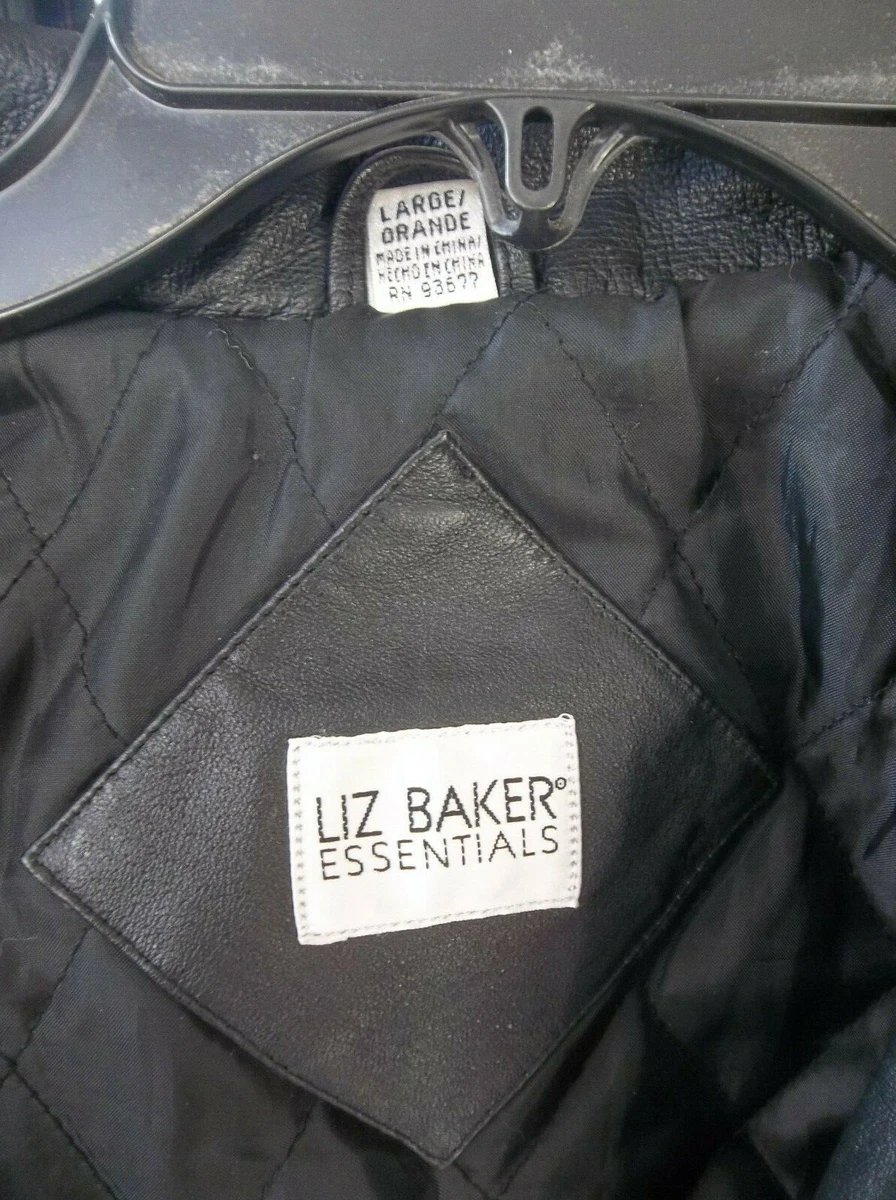 LARGE/
GRANDE
MADE IN CHINA/
HECHO EN CHINA
RN 93677
LIZ BAKER®
ESSENTIALS